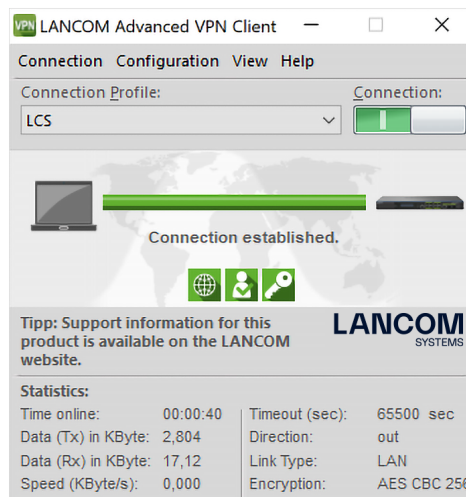 VPN LANCOM Advanced VPN Client
Connection Configuration View Help
Connection Profile: Connection:
LCS
Connection established.
Tipp: Support information for this
product is available on the LANCOM
website.
LANCOM
SYSTEMS
Statistics:
Time online: 00:00:40 Timeout (sec): 65500 sec
Data (Tx) in KByte: 2,804 Direction: out
Data (Rx) in KByte: 17,12 Link Type: LAN
Speed (KByte/s): 0,000 Encryption: AES CBC 256